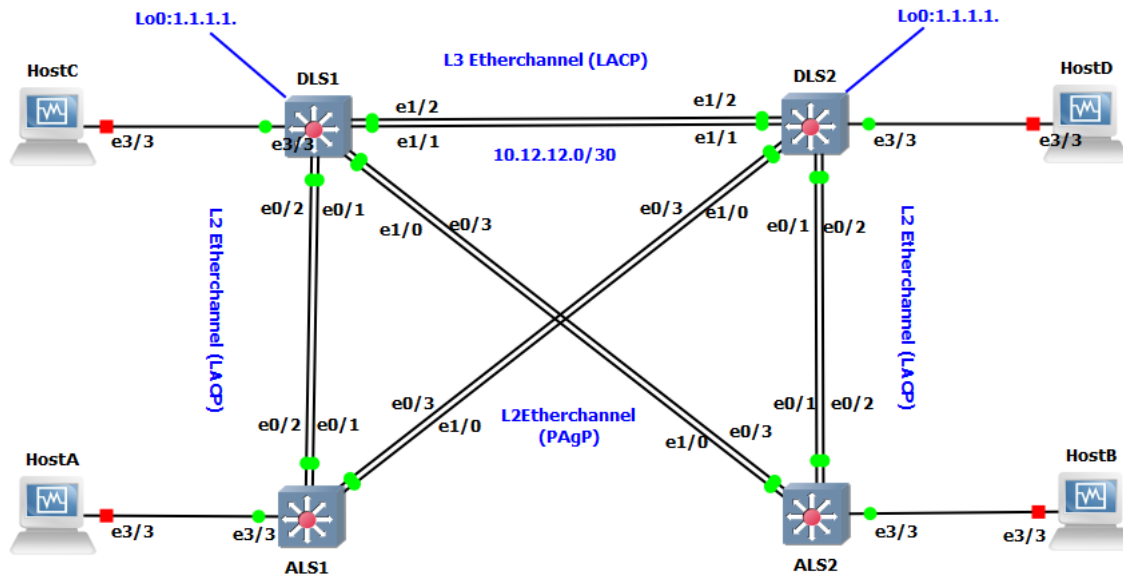 Lo0:1.1.1.1.
Lo0:1.1.1.1.
HostC
DLS1
L3 Etherchannel (LACP)
DLS2
HostD
e3/3
e3/3
e1/2
e1/1
e1/2
e1/1
e3/3
e3/3
10.12.12.0/30
e0/2
e0/1
e1/0
e0/3
e0/3
e1/0
e0/1
e0/2
L2 Etherchannel
(LACP)
L2 Etherchannel
(LACP)
e0/3
e1/0
L2Etherchannel
(PAgP)
e1/0
e0/3
e0/2
e0/1
e0/1
e0/2
HostA
HostB
e3/3
e3/3
e3/3
e3/3
ALS1
ALS2